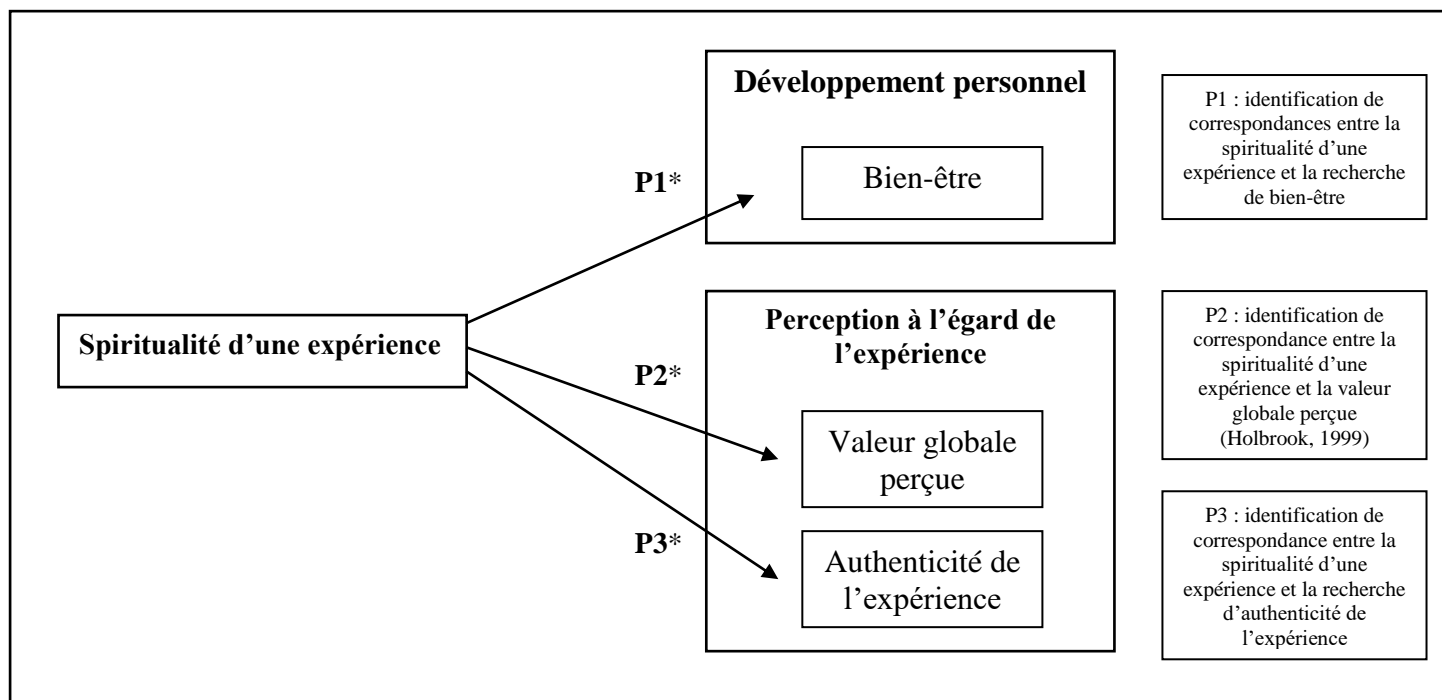 Développement personnel
Bien-être
P1*
P1 : identification de
correspondances entre la
spiritualité d’une
expérience et la recherche
de bien-être
Spiritualité d’une expérience
P2*
P3*
Perception à l’égard de
l’expérience
Valeur globale
perçue
Authenticité de
l’expérience
P2 : identification de
correspondance entre la
spiritualité d’une
expérience et la valeur
globale perçue
(Holbrook, 1999)
P3 : identification de
correspondance entre la
spiritualité d’une
expérience et la recherche
d’authenticité de
l’expérience